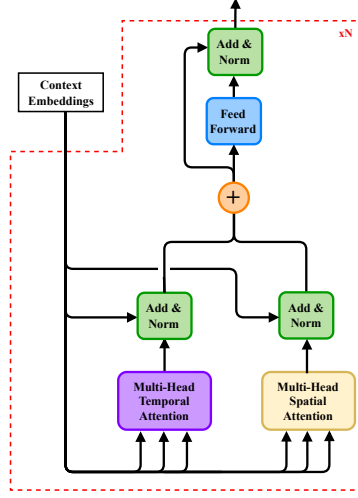 xN
Add &
Norm
Context
Embeddings
Feed
Forward
+
Add &
Norm
Add &
Norm
Multi-Head
Temporal
Attention
Multi-Head
Spatial
Attention